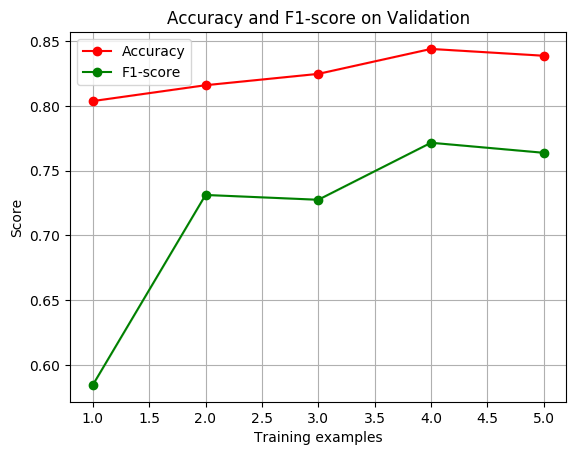 Accuracy and F1-score on Validation
Accuracy
F1-score
0.85
0.80
0.75
0.70
0.65
0.60
Score
1.0 1.5 2.0 2.5 3.0 3.5 4.0 4.5 5.0
Training examples